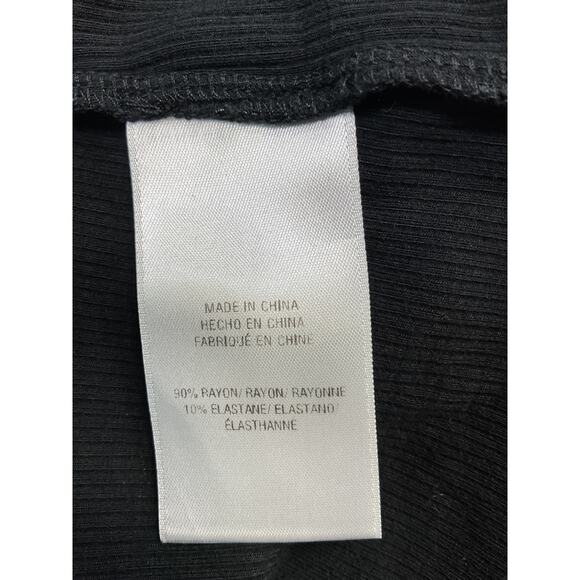 MADE IN CHINA
HECHO EN CHINA
FABRIQUÉ EN CHINE
90% RAYON/ RAYON/ RAYONNE
10% ELASTANE/ ELASTANO/
ÉLASTHANNE